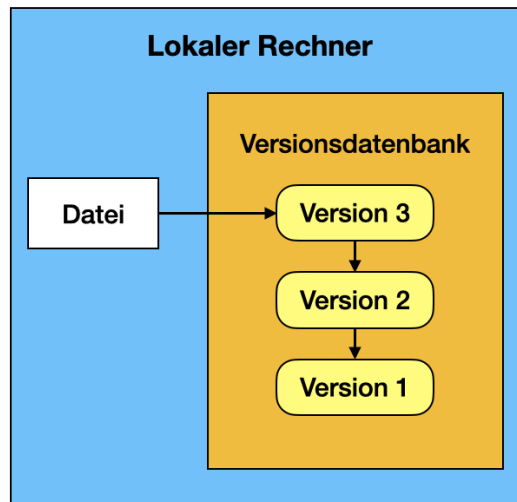 Lokaler Rechner
Versionsdatenbank
Datei
Version 3
Version 2
Version 1